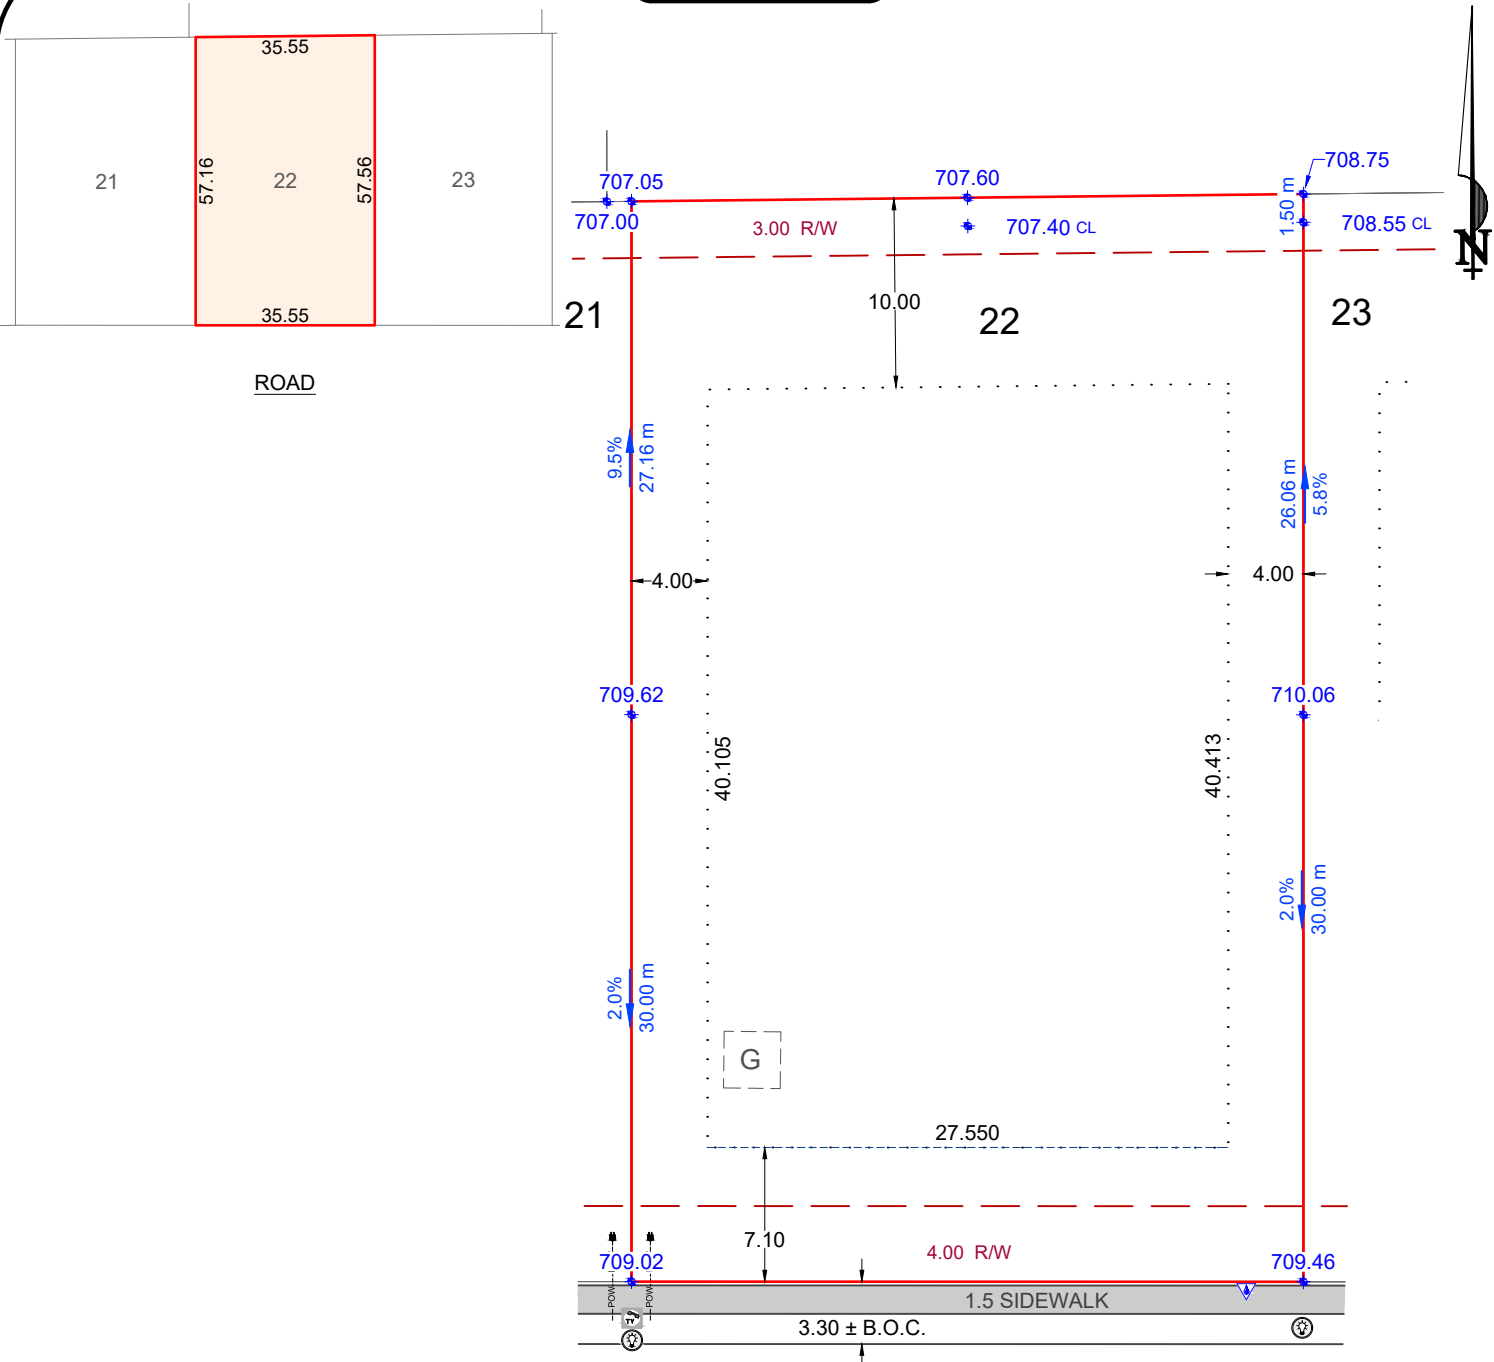 35.55
57.16
57.56
21
22
23
35.55
ROAD
708.75
707.05
707.60
1.50 m
707.00
3.00 R/W
707.40 CL
708.55 CL
N
21
10.00
22
23
9.5%
27.16 m
26.06 m
5.8%
4.00
4.00
709.62
710.06
40.105
40.413
2.0%
30.00 m
2.0%
30.00 m
G
27.550
7.10
4.00 R/W
709.02
709.46
POW
POW
1.5 SIDEWALK
TV
3.30 ± B.O.C.